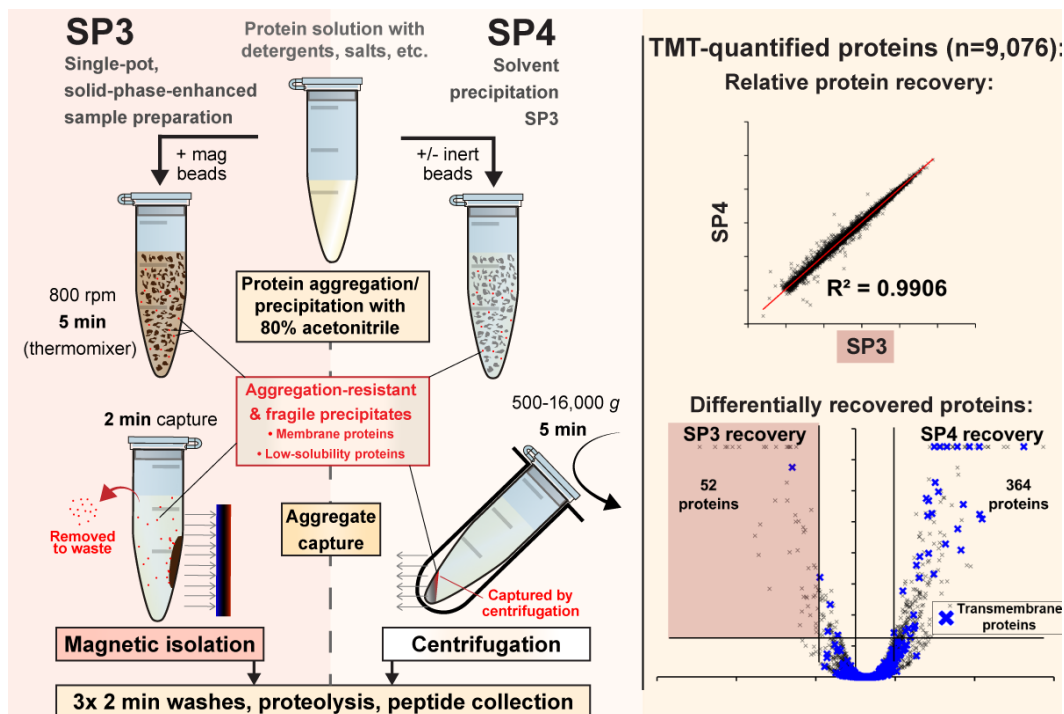 SP3
Single-pot,
solid-phase-enhanced
sample preparation
Protein solution with
detergents, salts, etc.
SP4
Solvent
precipitation
SP3
+ mag
beads
+/- inert
beads
800 rpm
5 min
(thermomixer)
Protein aggregation/
precipitation with
80% acetonitrile
Aggregation-resistant
& fragile precipitates
• Membrane proteins
• Low-solubility proteins
2 min capture
Removed
to waste
500-16,000 g
5 min
Aggregate
capture
Captured by
centrifugation
Magnetic isolation
Centrifugation
3x 2 min washes, proteolysis, peptide collection
TMT-quantified proteins (n=9,076):
Relative protein recovery:
SP4
R² = 0.9906
SP3
Differentially recovered proteins:
SP3 recovery
SP4 recovery
52
proteins
364
proteins
Transmembrane
proteins